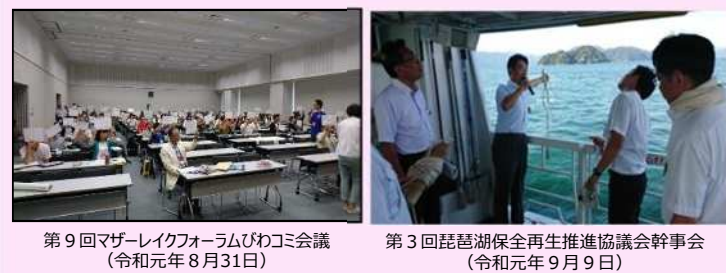 第９回マザーレイクフォーラムびわコミ会議
（令和元年８月31日）
第３回琵琶湖保全再生推進協議会幹事会
（令和元年９月９日）